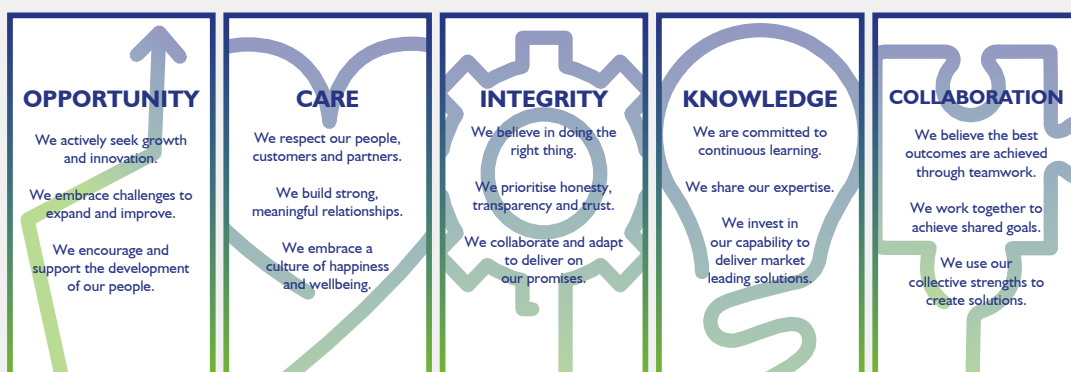 OPPORTUNITY
We actively seek growth
and innovation.
We embrace challenges to
expand and improve.
We encourage and
support the development
of our people.
CARE
We respect our people,
customers and partners.
We build strong,
meaningful relationships.
We embrace a
culture of happiness
and wellbeing.
INTEGRITY
We believe in doing the
right thing.
We prioritise honesty,
transparency and trust.
We collaborate and adapt
to deliver on
our promises.
KNOWLEDGE
We are committed to
continuous learning.
We share our expertise.
We invest in
our capability to
deliver market
leading solutions.
COLLABORATION
We believe the best
outcomes are achieved
through teamwork.
We work together to
achieve shared goals.
We use our
collective strengths to
create solutions.